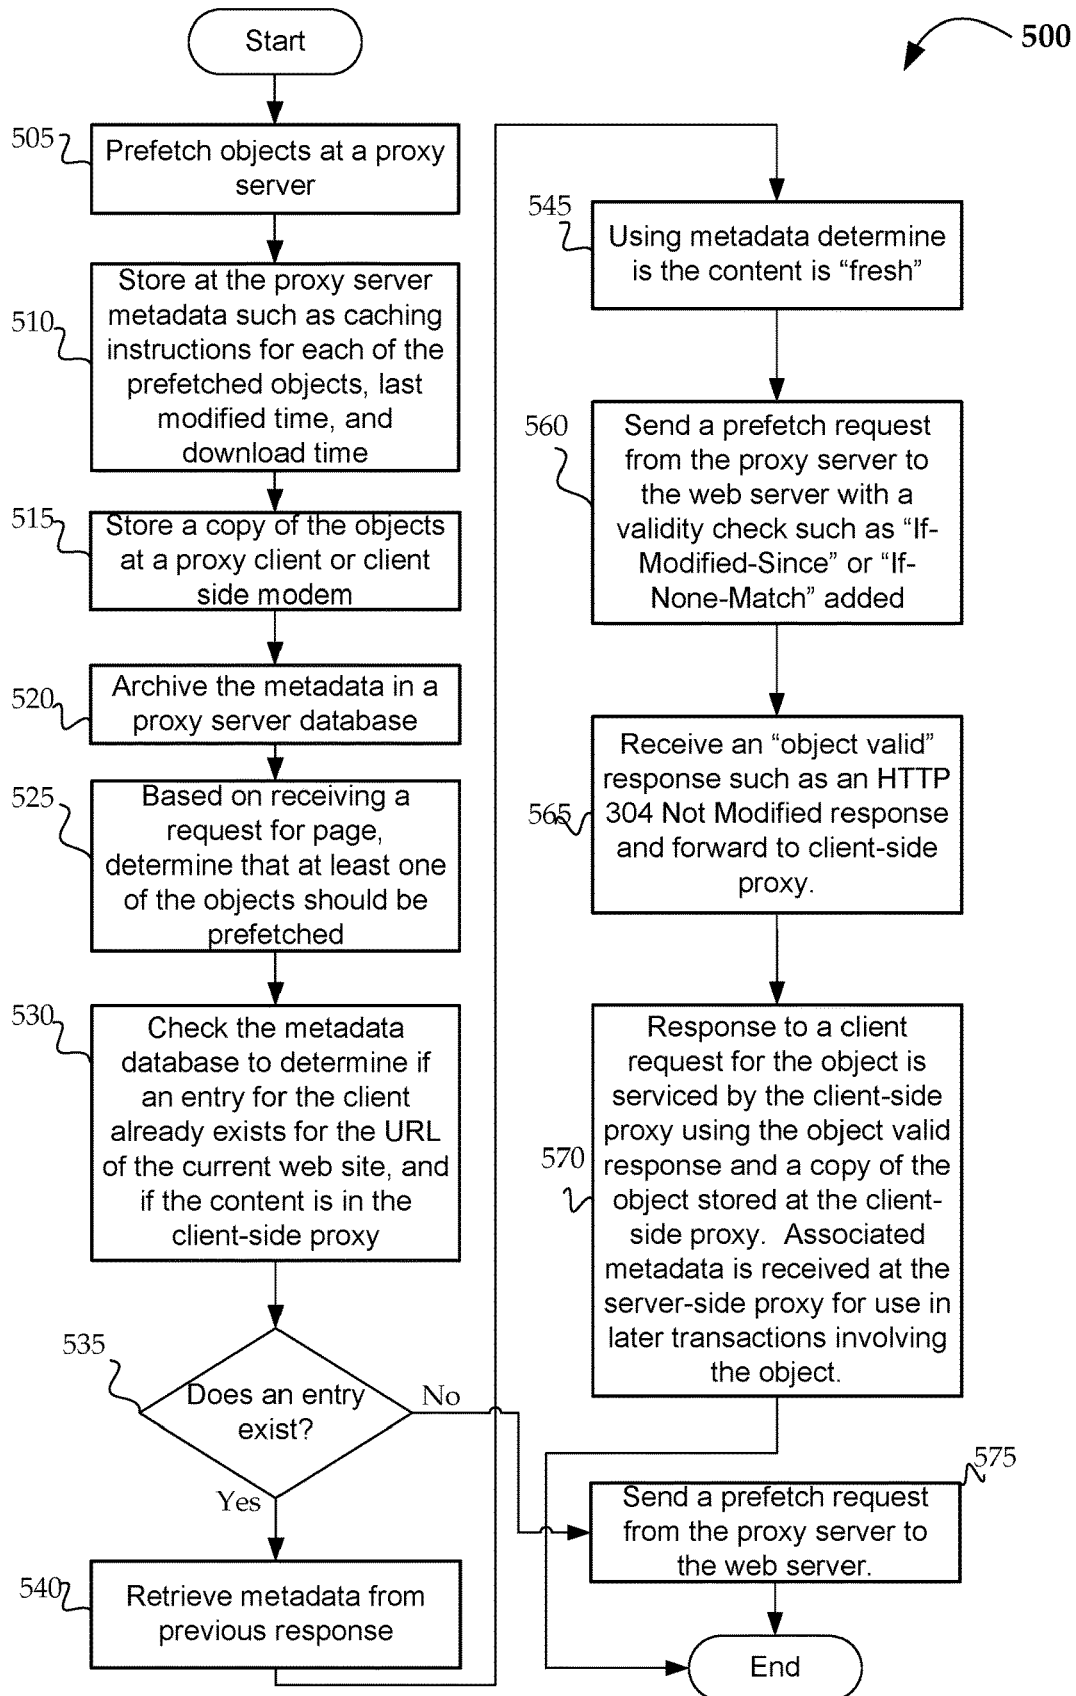 Start
500
505
Prefetch objects at a proxy
server
510
Store at the proxy server
metadata such as caching
instructions for each of the
prefetched objects, last
modified time, and
download time
515
Store a copy of the objects
at a proxy client or client
side modem
520
Archive the metadata in a
proxy server database
525
Based on receiving a
request for page,
determine that at least one
of the objects should be
prefetched
530
Check the metadata
database to determine if
an entry for the client
already exists for the URL
of the current web site, and
if the content is in the
client-side proxy
535
Does an entry
exist?
No
Yes
540
Retrieve metadata from
previous response
545
Using metadata determine
is the content is “fresh”
560
Send a prefetch request
from the proxy server to
the web server with a
validity check such as “If-
Modified-Since” or “If-
None-Match” added
565
Receive an “object valid”
response such as an HTTP
304 Not Modified response
and forward to client-side
proxy.
570
Response to a client
request for the object is
serviced by the client-side
proxy using the object valid
response and a copy of the
object stored at the client-
side proxy.  Associated
metadata is received at the
server-side proxy for use in
later transactions involving
the object.
575
Send a prefetch request
from the proxy server to
the web server.
End